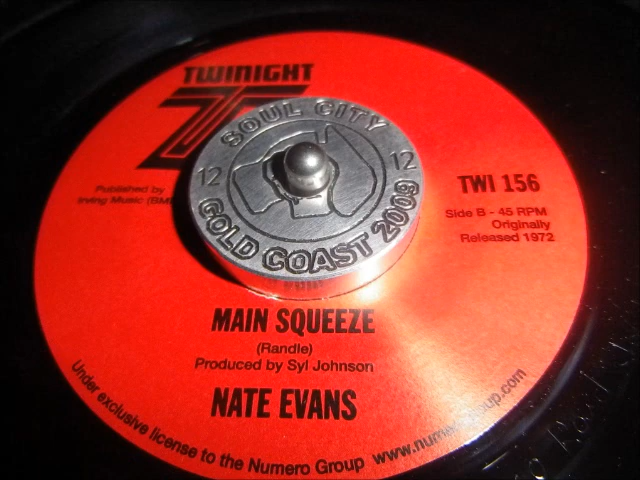 TWINIGHT
SOUL CITY
12 12
GOLD COAST 2009
Published by
Irving Music (BMI
TWI 156
Side B - 45 RPM
Originally
Released 1972
MAIN SQUEEZE
(Randle)
Produced by Syl Johnson
NATE EVANS
Under exclusive license to the Numero Group www.numerogroup.com